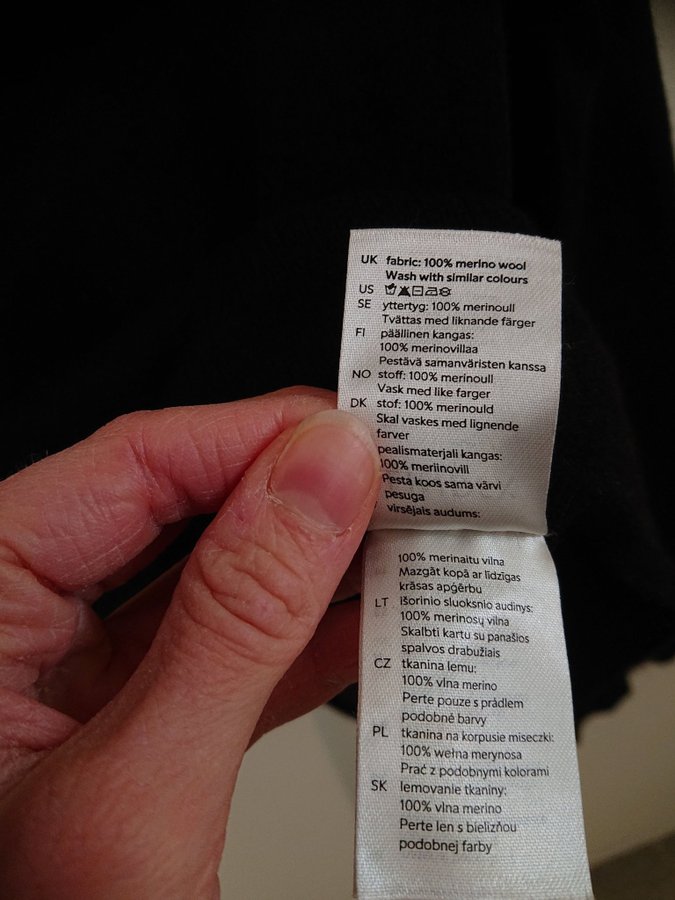 UK fabric: 100% merino wool
Wash with similar colours
US
SE yttertyg: 100% merinoull
Tvättas med liknande färger
FI päällinen kangas:
100% merinovillaa
Pestävä samanväristen kanssa
NO stoff: 100% merinoull
Vask med like farger
DK stof: 100% merinould
Skal vaskes med lignende
farver
pealismaterjali kangas:
100% meriinovill
Pesta koos sama värvi
pesuga
virsējais audums:
100% merinaitu vilna
Mazgāt kopā ar līdzīgas
krāsas apģērbu
LT išorinio sluoksnio audinys:
100% merinosų vilna
Skalbti kartu su panašios
spalvos drabužiais
CZ tkanina lemu:
100% vlna merino
Perte pouze s prádlem
podobné barvy
PL tkanina na korpusie miseczki:
100% wełna merynosa
Prać z podobnymi kolorami
SK lemovanie tkaniny:
100% vlna merino
Perte len s bielizňou
podobnej farby